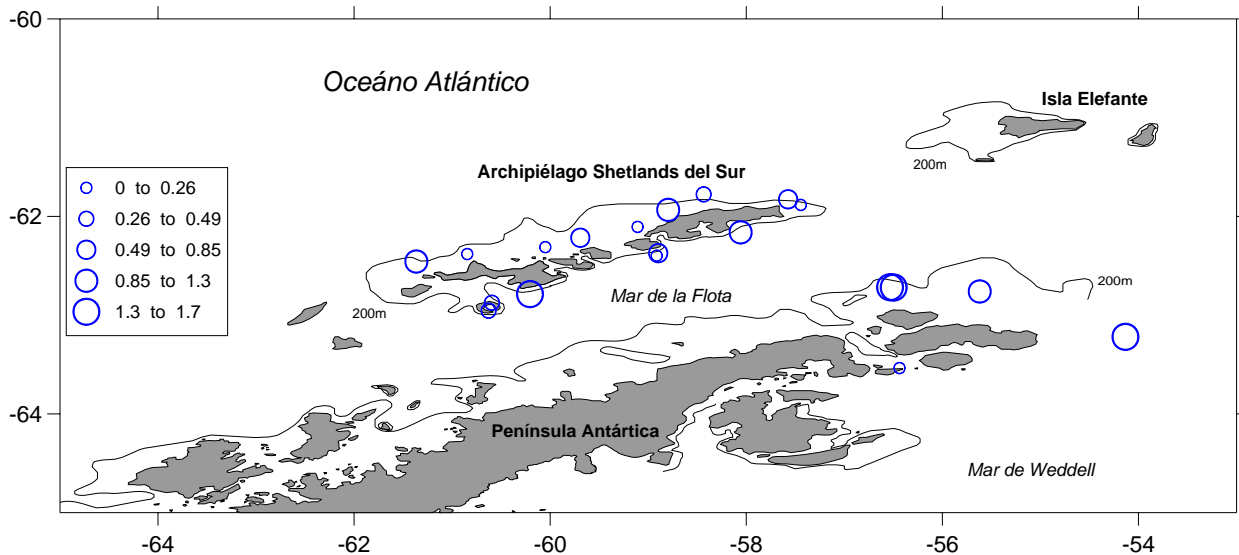 -60
Oceáno Atlántico
Isla Elefante
200m
Archipiélago Shetlands del Sur
0 to 0.26
0.26 to 0.49
0.49 to 0.85
0.85 to 1.3
1.3 to 1.7
-62
Mar de la Flota
200m
200m
-64
Península Antártica
Mar de Weddell
-64 -62 -60 -58 -56 -54